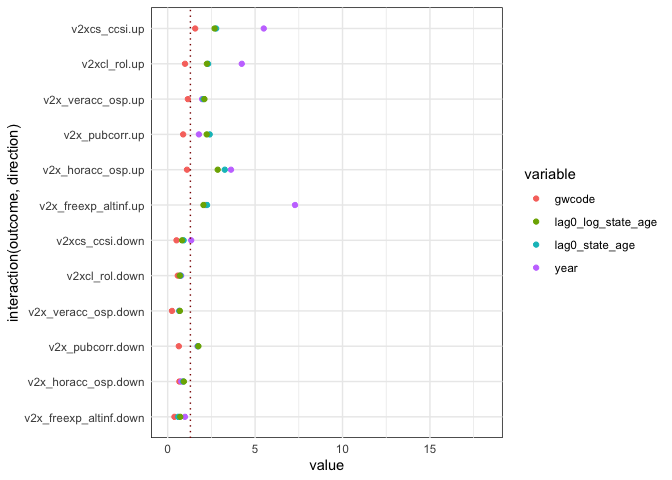 v2xcs_ccsi.up
v2xcl_rol.up
v2x_veracc_osp.up
v2x_pubcorr.up
v2x_horacc_osp.up
v2x_freexp_altinf.up
v2xcs_ccsi.down
v2xcl_rol.down
v2x_veracc_osp.down
v2x_pubcorr.down
v2x_horacc_osp.down
v2x_freexp_altinf.down
interaction(outcome, direction)
0 5 10 15
value
variable
gwcode
lag0_log_state_age
lag0_state_age
year